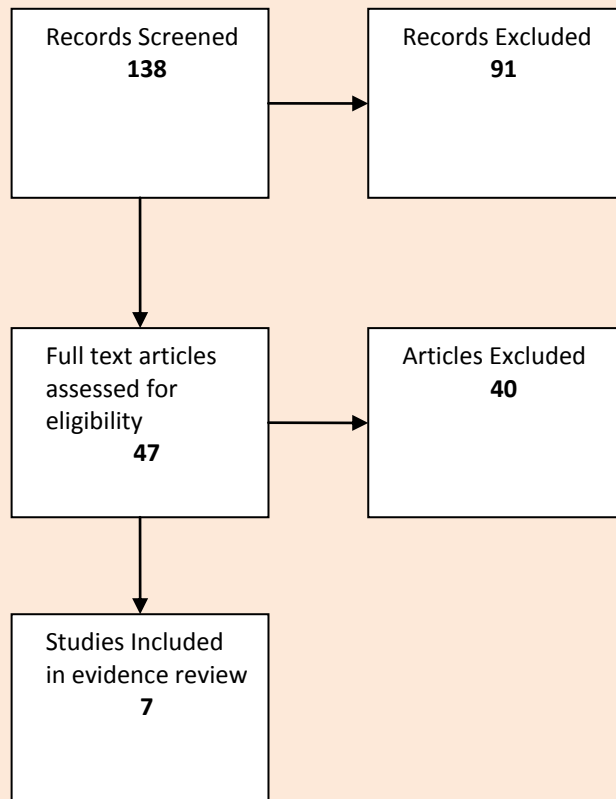 Records Screened
138
Records Excluded
91
Full text articles
assessed for
eligibility
47
Articles Excluded
40
Studies Included
in evidence review
7